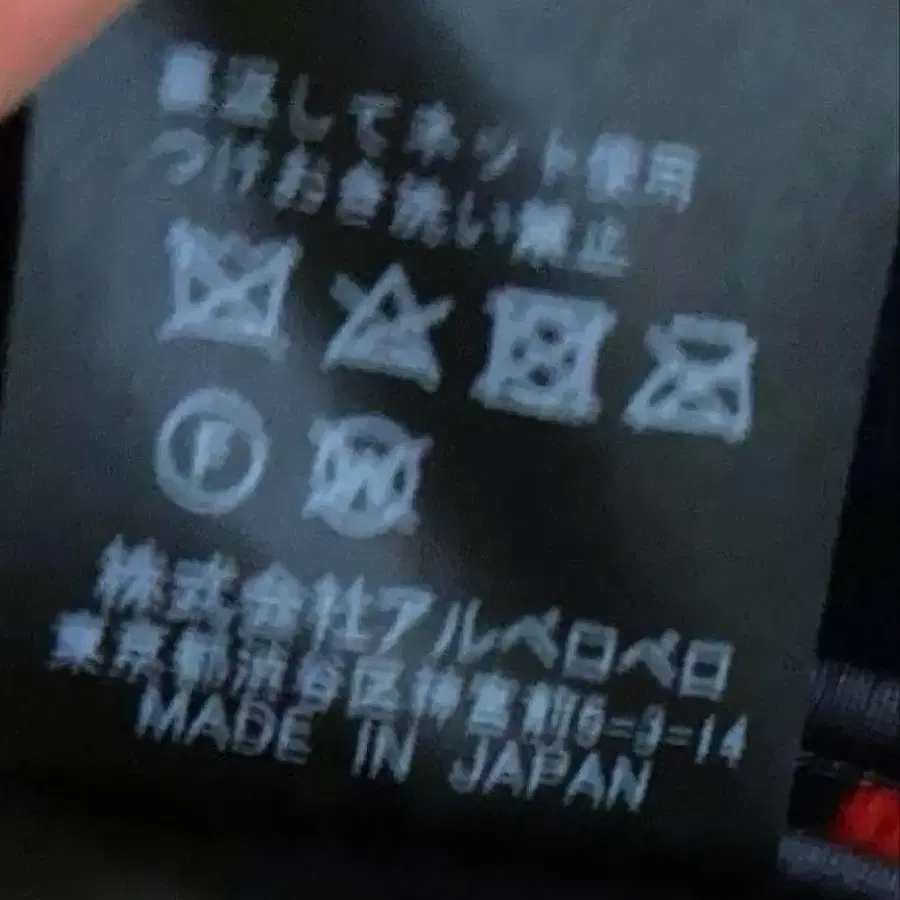 裏返してネット使用
つけおき洗い禁止
F
W
株式会社アルベロベロ
東京都渋谷区神宮前6-3-14
MADE IN JAPAN